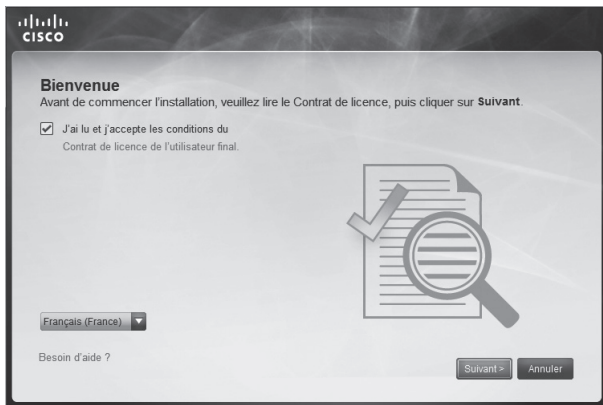 CISCO
Bienvenue
Avant de commencer l'installation, veuillez lire le Contrat de licence, puis cliquer sur Suivant.
J'ai lu et j'accepte les conditions du
Contrat de licence de l'utilisateur final.
Français (France)
Besoin d'aide ?
Suivant >
Annuler